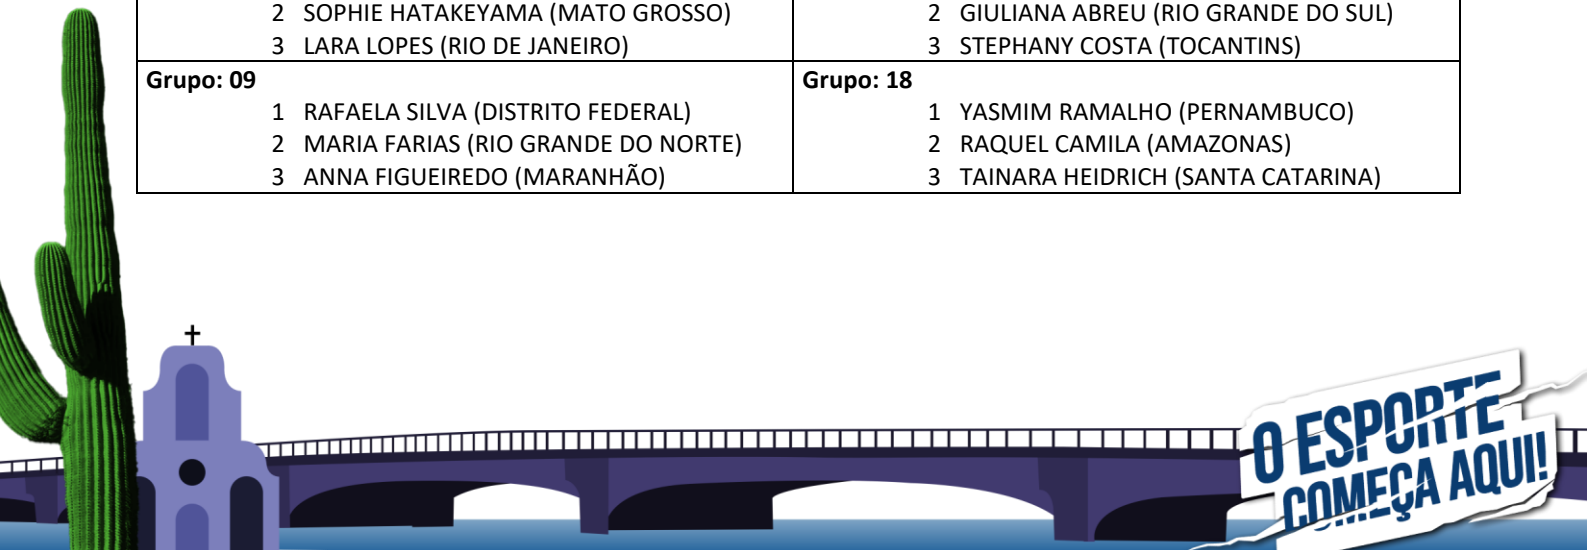 2 SOPHIE HATAKEYAMA (MATO GROSSO)
3 LARA LOPES (RIO DE JANEIRO)
2 GIULIANA ABREU (RIO GRANDE DO SUL)
3 STEPHANY COSTA (TOCANTINS)
Grupo: 09
1 RAFAELA SILVA (DISTRITO FEDERAL)
2 MARIA FARIAS (RIO GRANDE DO NORTE)
3 ANNA FIGUEIREDO (MARANHÃO)
Grupo: 18
1 YASMIM RAMALHO (PERNAMBUCO)
2 RAQUEL CAMILA (AMAZONAS)
3 TAINARA HEIDRICH (SANTA CATARINA)
O ESPORTE
COMEÇA AQUI!